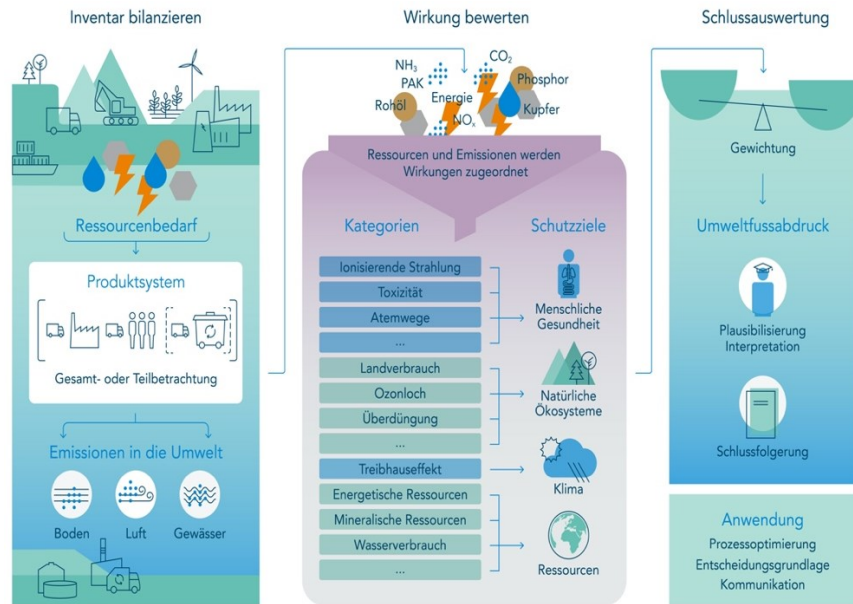 Inventar bilanzieren
Ressourcenbedarf
Produktsystem
Gesamt- oder Teilbetrachtung
Emissionen in die Umwelt
Boden
Luft
Gewässer
Wirkung bewerten
NH₃
CO₂
PAK
Phosphor
Rohöl
Energie
Kupfer
NOₓ
Ressourcen und Emissionen werden
Wirkungen zugeordnet
Kategorien
Schutzziele
Ionisierende Strahlung
Toxizität
Atemwege
...
Menschliche
Gesundheit
Landverbrauch
Ozonloch
Überdüngung
...
Natürliche
Ökosysteme
Treibhauseffekt
Klima
Energetische Ressourcen
Mineralische Ressourcen
Wasserverbrauch
...
Ressourcen
Schlussauswertung
Gewichtung
Umweltfussabdruck
Plausibilisierung
Interpretation
Schlussfolgerung
Anwendung
Prozessoptimierung
Entscheidungsgrundlage
Kommunikation